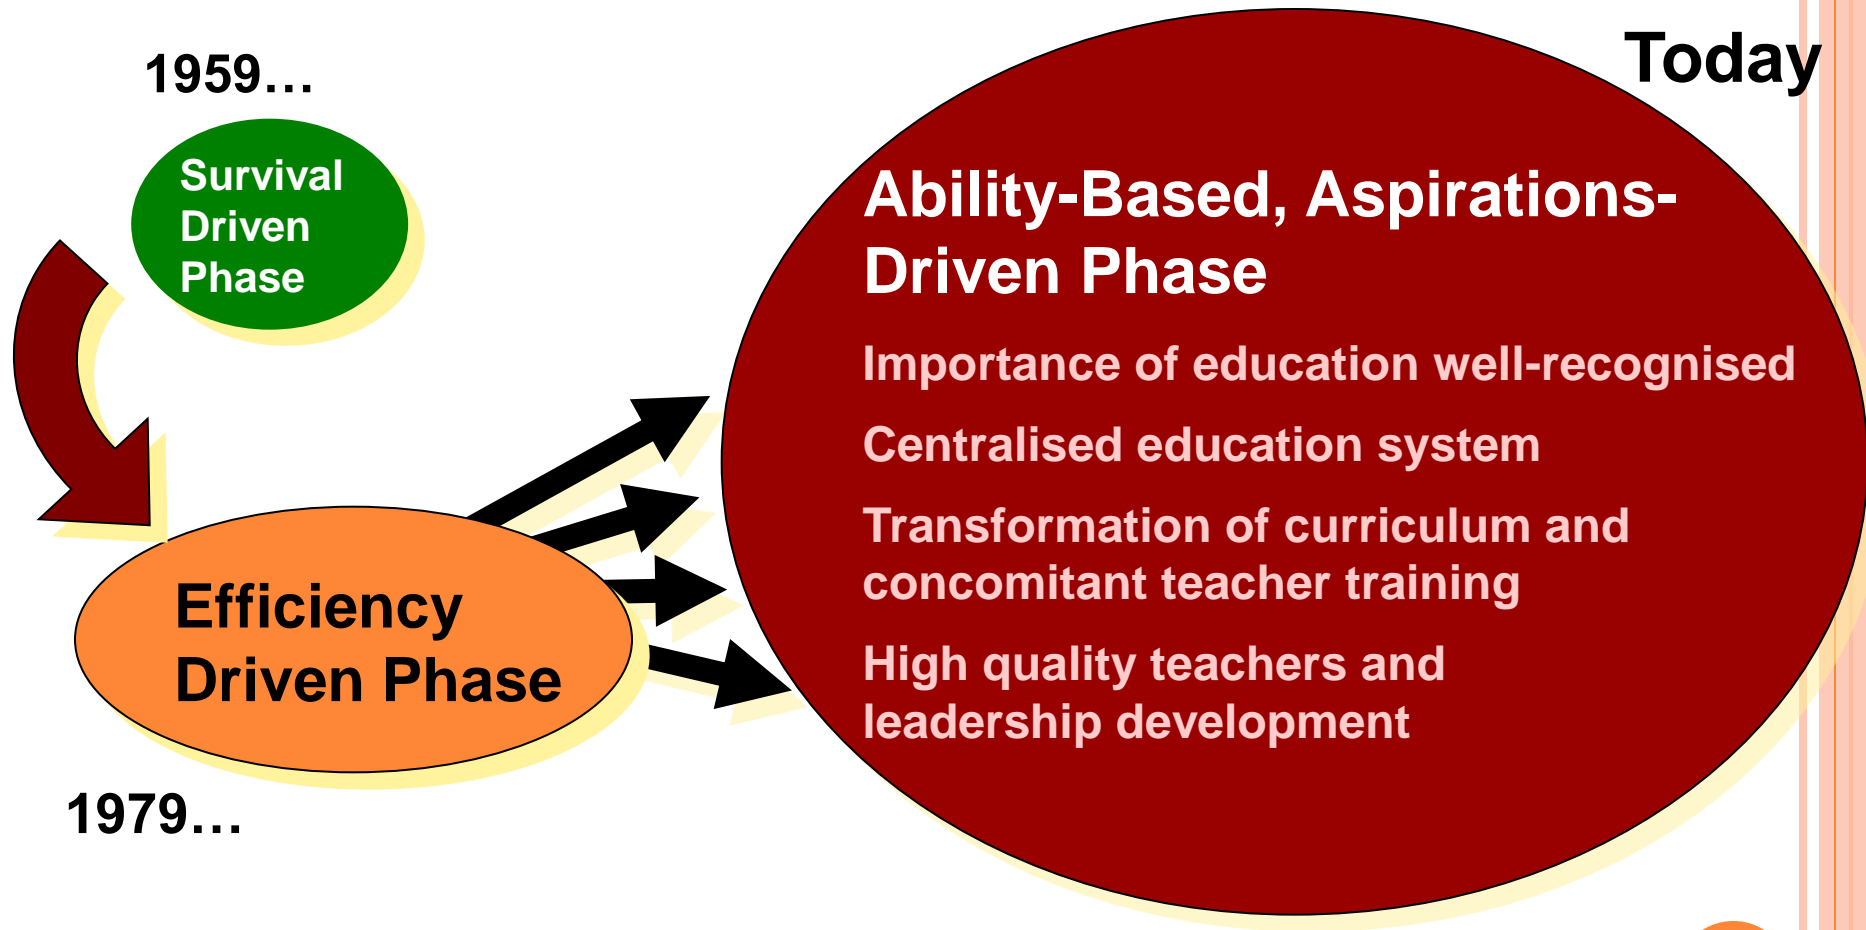 1959…
Survival
Driven
Phase
Efficiency
Driven Phase
1979…
Today
Ability-Based, Aspirations-
Driven Phase
Importance of education well-recognised
Centralised education system
Transformation of curriculum and
concomitant teacher training
High quality teachers and
leadership development